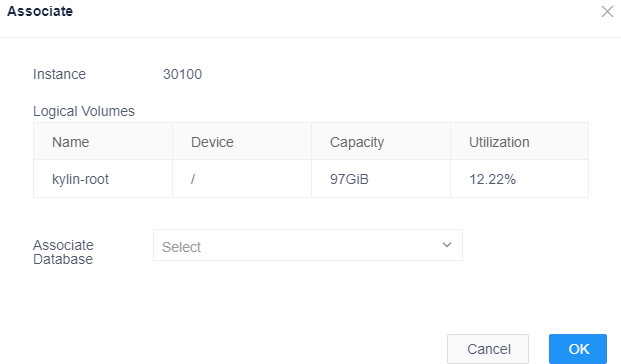 Associate
Instance 30100
Logical Volumes
Name Device Capacity Utilization
kylin-root / 97GiB 12.22%
Associate
Database
Select
Cancel OK